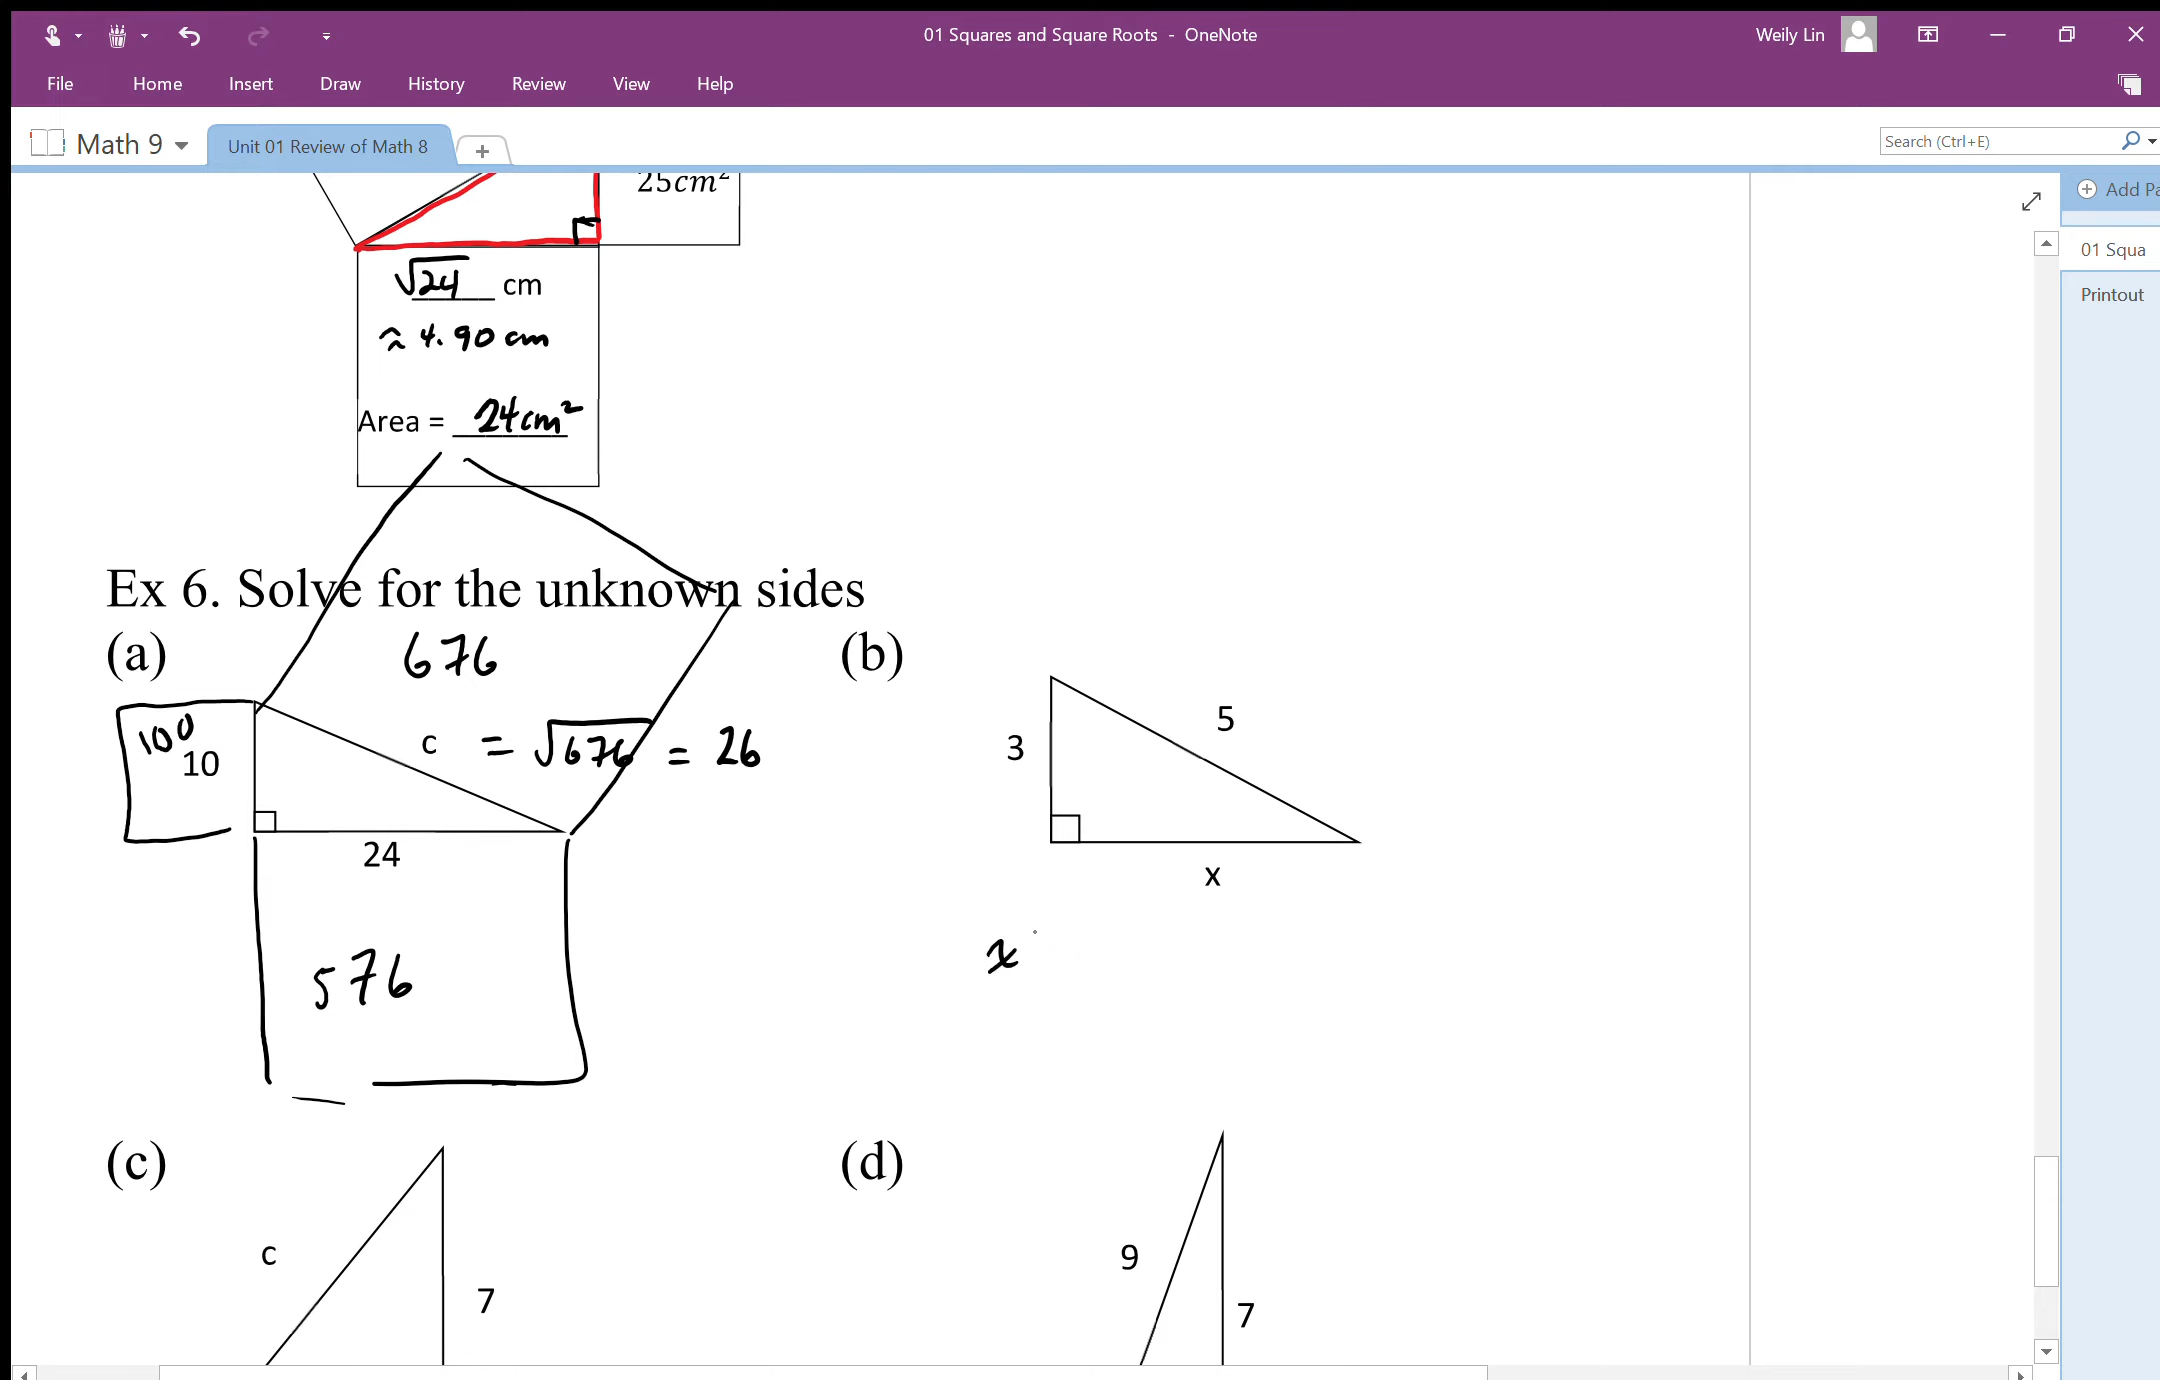 01 Squares and Square Roots - OneNote
Weily Lin
File Home Insert Draw History Review View Help
Math 9
Unit 01 Review of Math 8
+
Search (Ctrl+E)
Add Pa
01 Squa
Printout
25cm²
√24 cm
≈ 4.90 cm
Area = 24cm²
Ex 6. Solve for the unknown sides
(a)
676
100
10
c = √676 = 26
24
576
(b)
3
5
x
x
(c)
c
7
(d)
9
7